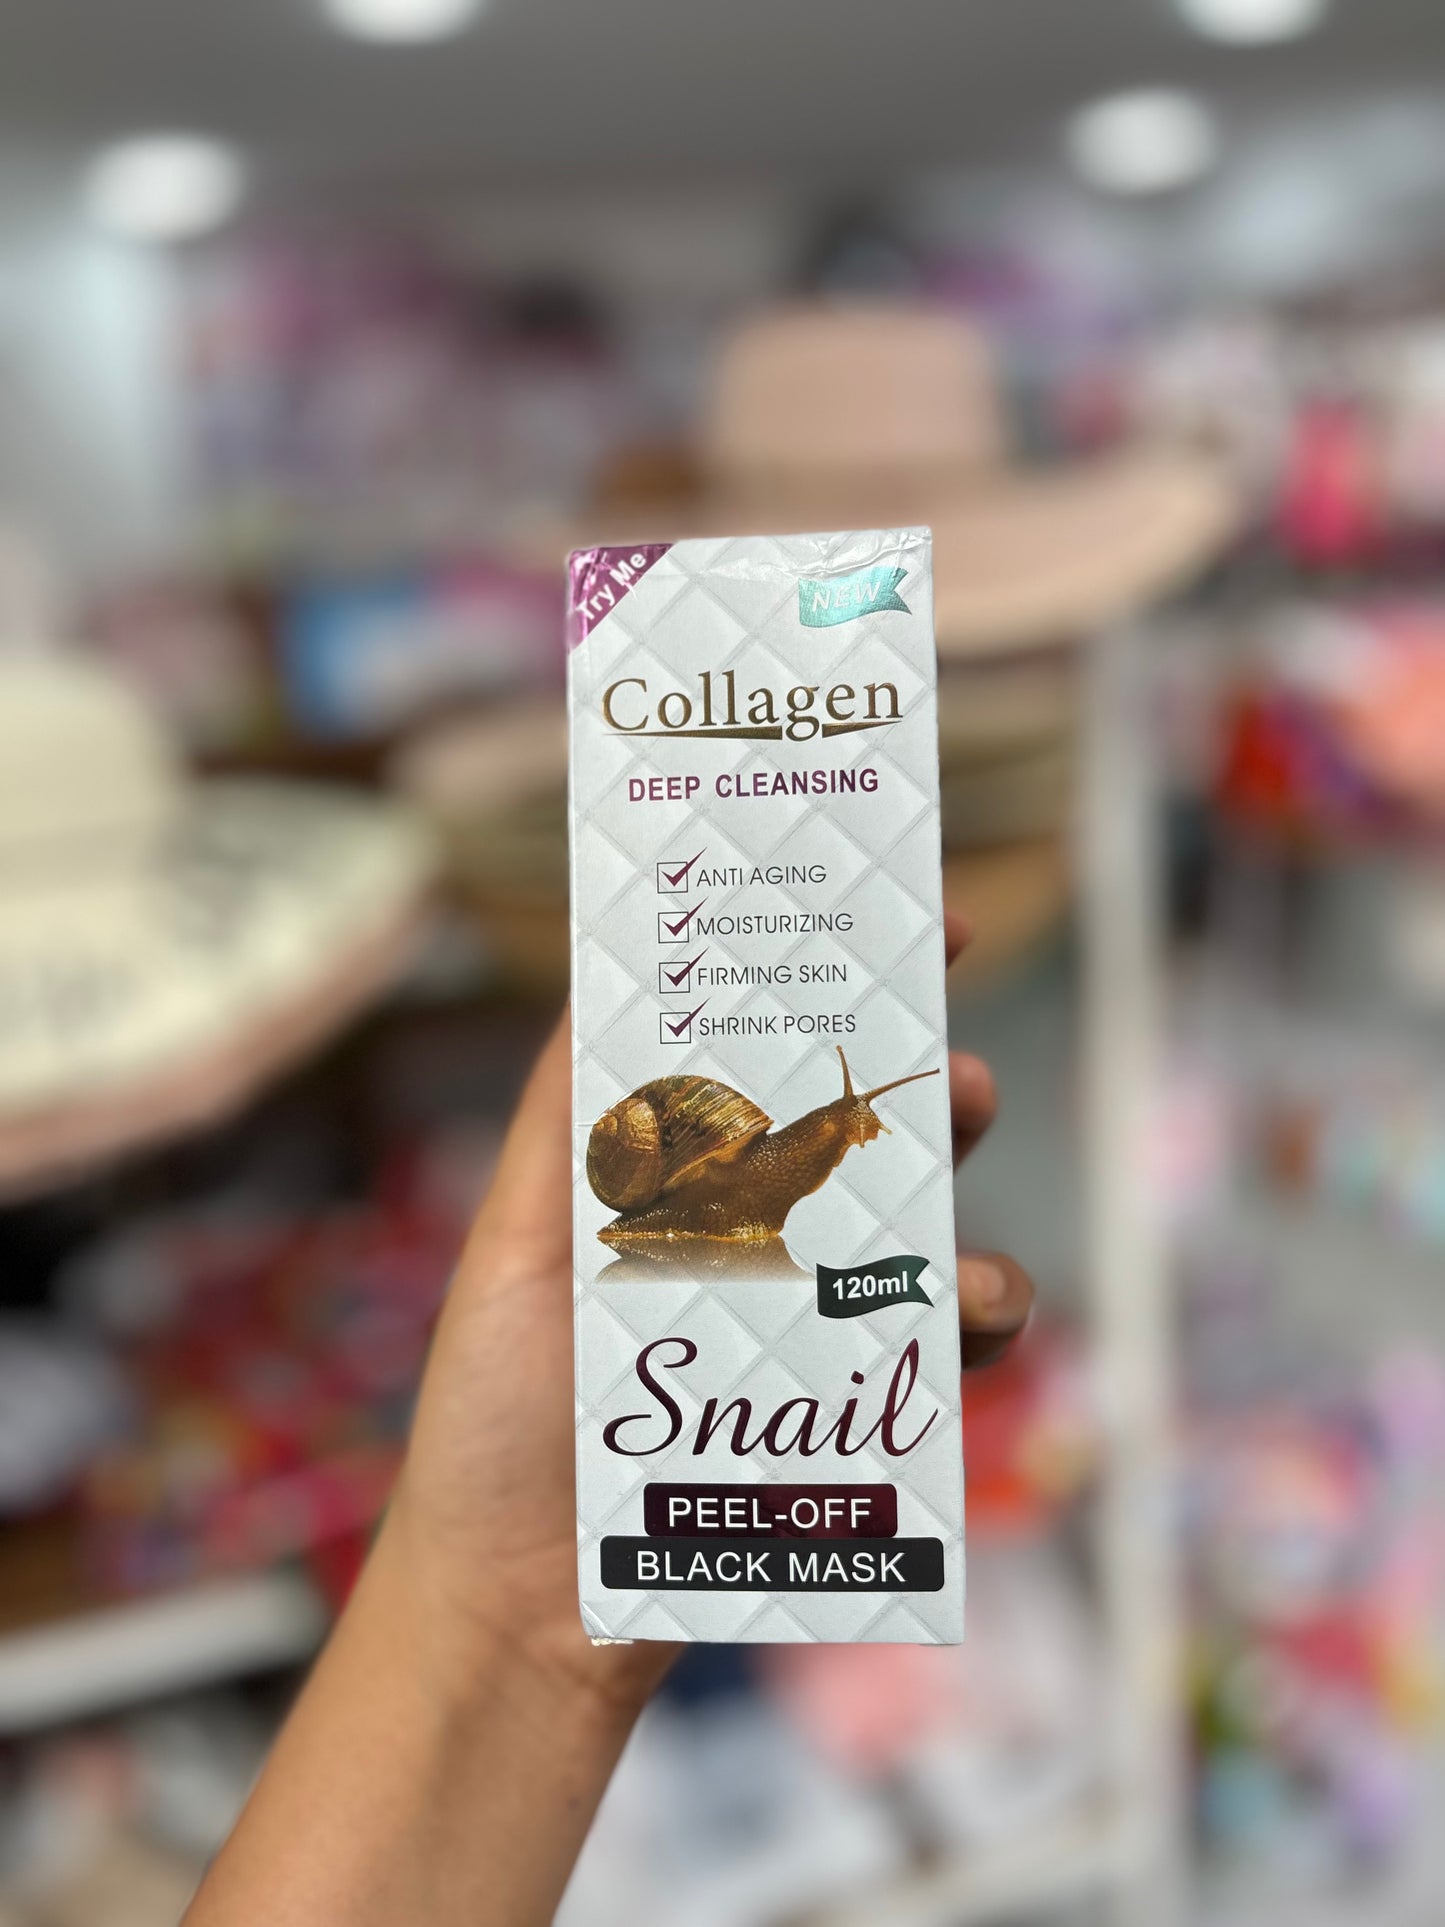 Try Me
NEW
Collagen
DEEP CLEANSING
ANTI AGING
MOISTURIZING
FIRMING SKIN
SHRINK PORES
120ml
Snail
PEEL-OFF
BLACK MASK